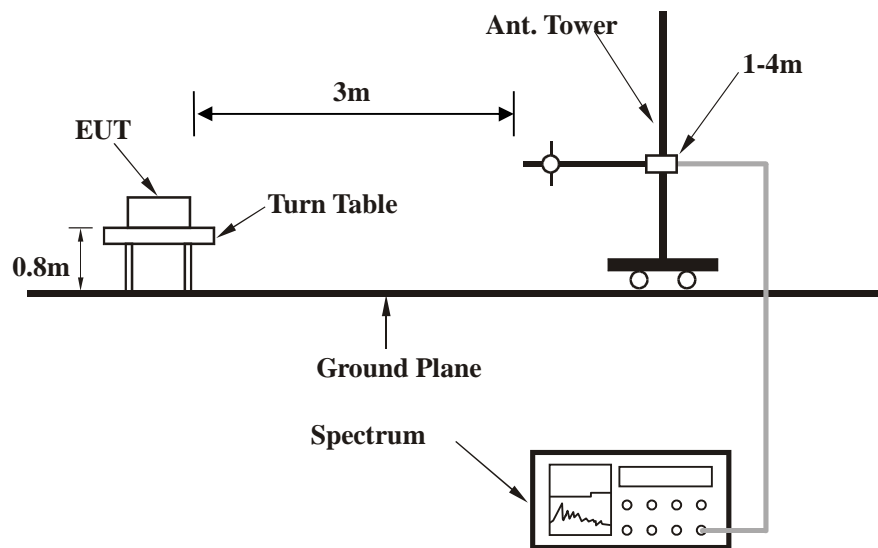 Ant. Tower
1-4m
3m
EUT
Turn Table
0.8m
Ground Plane
Spectrum